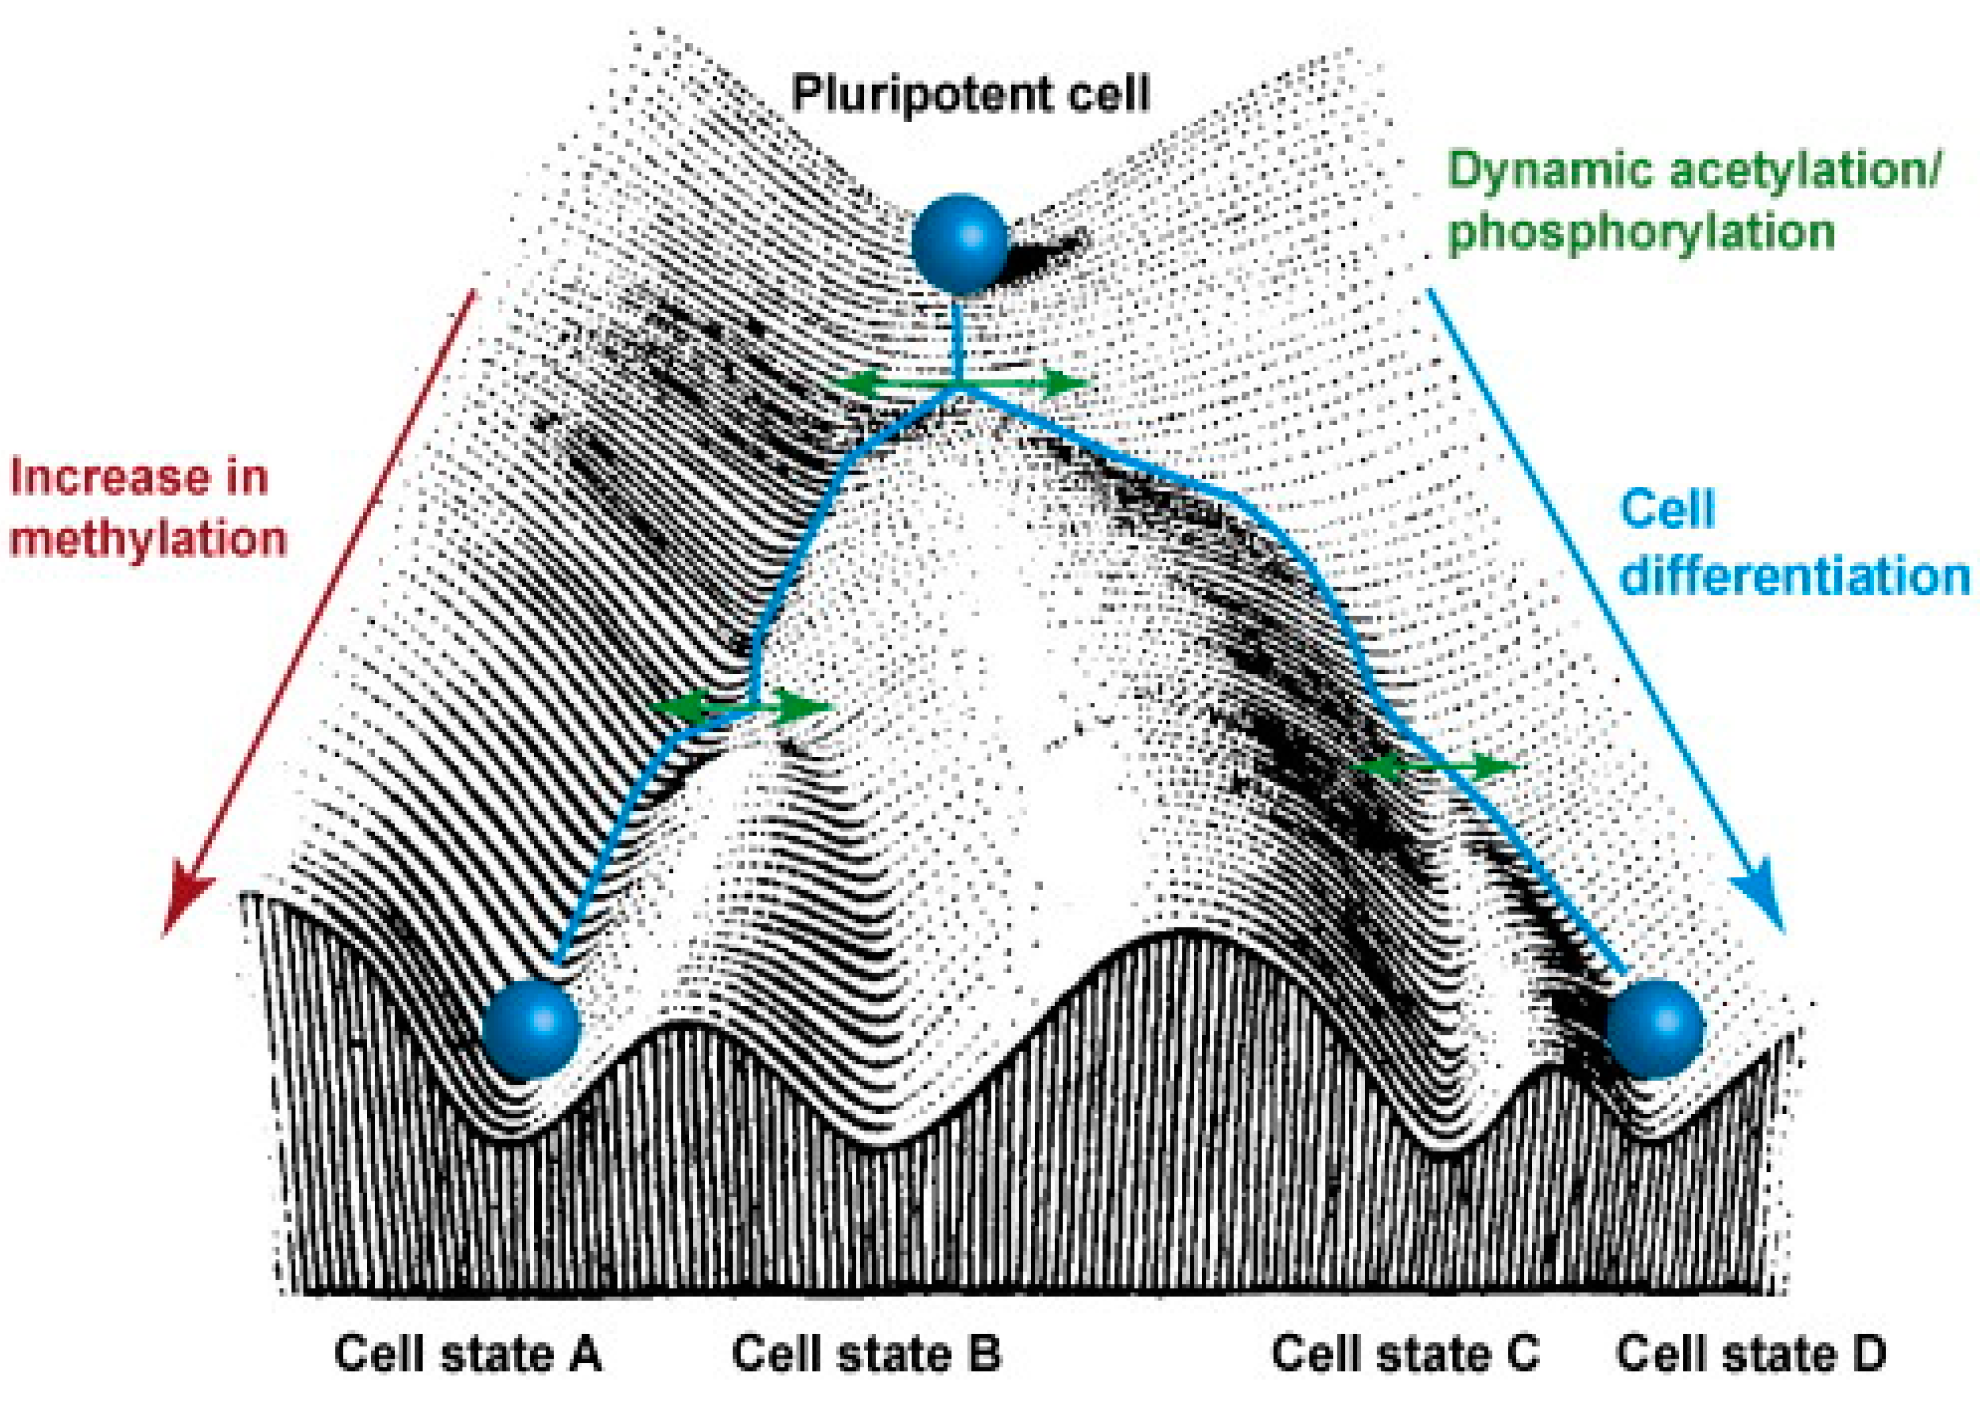 Pluripotent cell
Dynamic acetylation/
phosphorylation
Increase in
methylation
Cell
differentiation
Cell state A
Cell state B
Cell state C
Cell state D